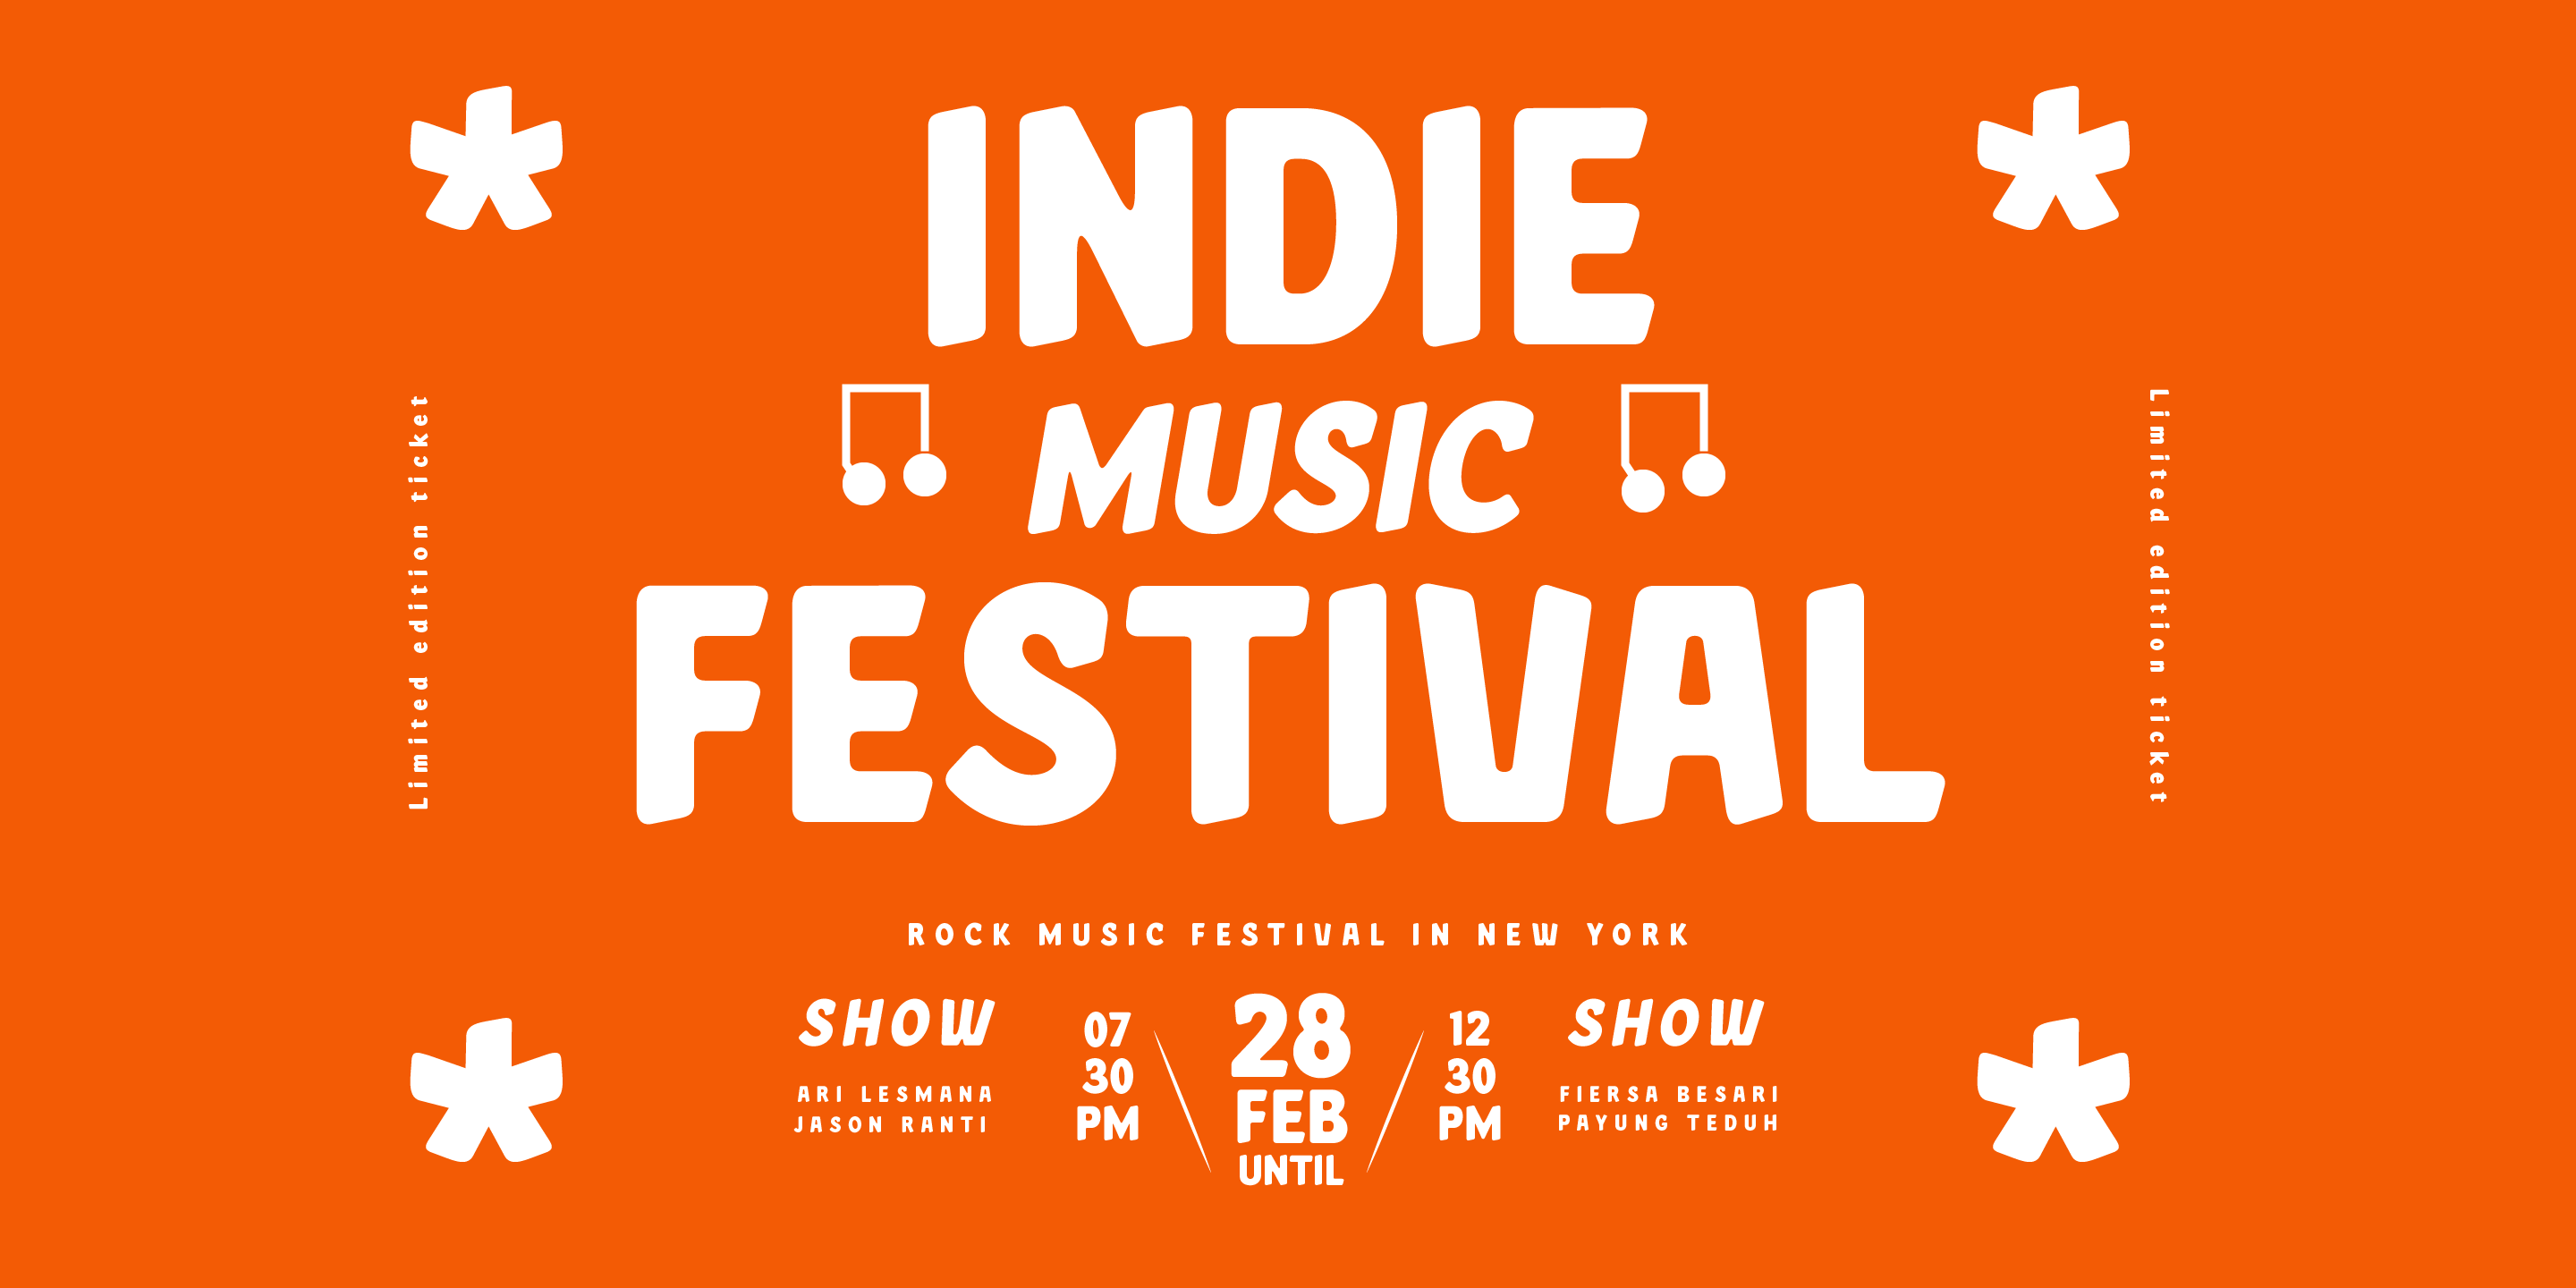 INDIE
MUSIC
FESTIVAL
Limited edition ticket
Limited edition ticket
ROCK MUSIC FESTIVAL IN NEW YORK
SHOW
ARI LESMANA
JASON RANTI
07
30
PM
28
FEB
UNTIL
12
30
PM
SHOW
FIERSA BESARI
PAYUNG TEDUH